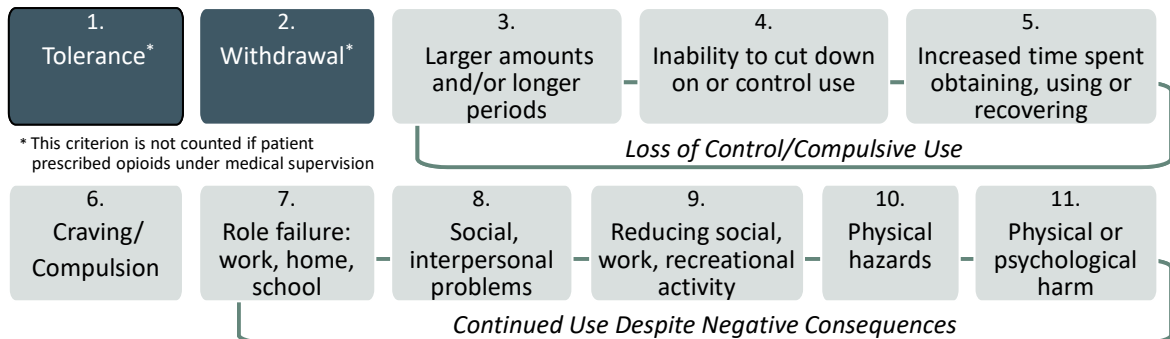 1.
Tolerance*
2.
Withdrawal*
3.
Larger amounts
and/or longer
periods
4.
Inability to cut down
on or control use
5.
Increased time spent
obtaining, using or
recovering
* This criterion is not counted if patient
prescribed opioids under medical supervision
Loss of Control/Compulsive Use
6.
Craving/
Compulsion
7.
Role failure:
work, home,
school
8.
Social,
interpersonal
problems
9.
Reducing social,
work, recreational
activity
10.
Physical
hazards
11.
Physical or
psychological
harm
Continued Use Despite Negative Consequences